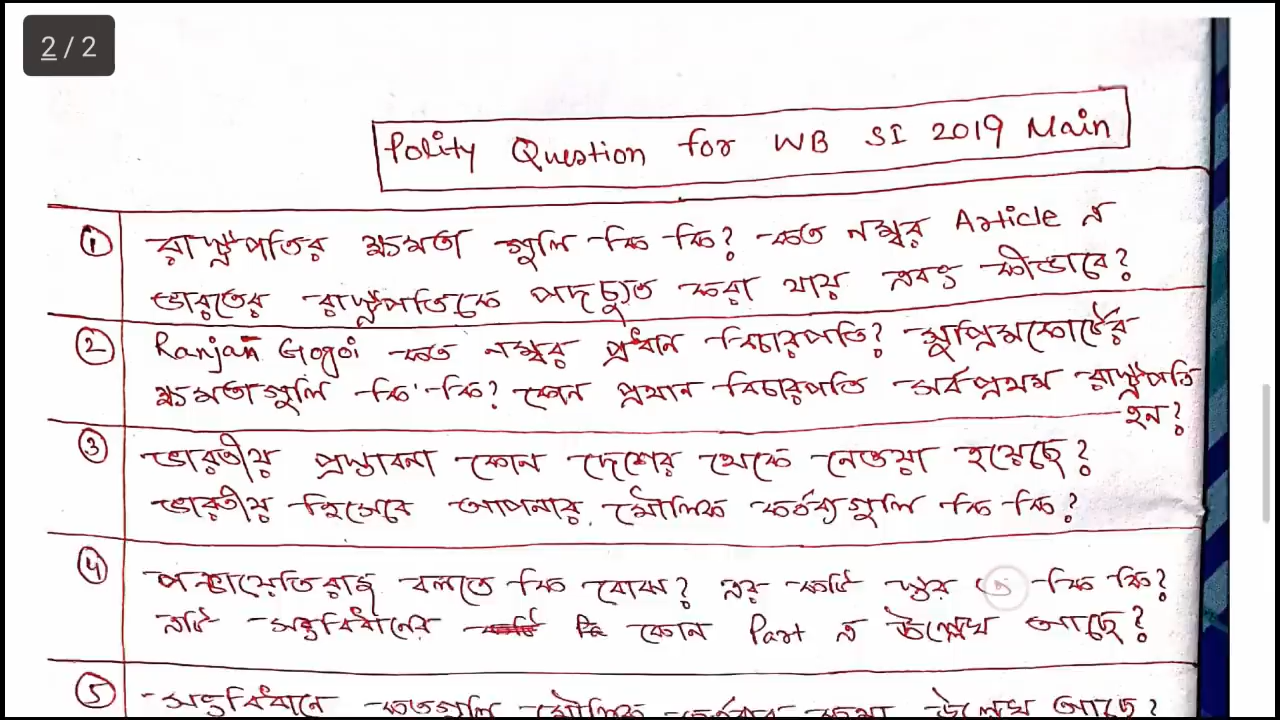 2 / 2
Polity Question for WB SI 2019 Main
① রাষ্ট্রপতির ক্ষমতা গুলি কি কি? কত নম্বর Article এ
ভারতের রাষ্ট্রপতিকে পদচ্যুত করা যায় এবং কীভাবে?
② Ranjan Gogoi কত নম্বর প্রধান বিচারপতি? সুপ্রিমকোর্টের
ক্ষমতাগুলি কি কি? কোন প্রধান বিচারপতি সর্বপ্রথম রাষ্ট্রপতি
হন?
③ ভারতীয় প্রস্তাবনা কোন দেশের থেকে নেওয়া হয়েছে?
ভারতীয় হিসেবে আপনার মৌলিক কর্তব্যগুলি কি কি?
④ পঞ্চায়েতিরাজ বলতে কি বোঝ? এর কটি স্তর ও কি কি?
এটি সংবিধানের কোন Part এ উল্লেখ আছে?
⑤ সংবিধানে কতগুলি মৌলিক কর্তব্যর কথা উল্লেখ আছে?